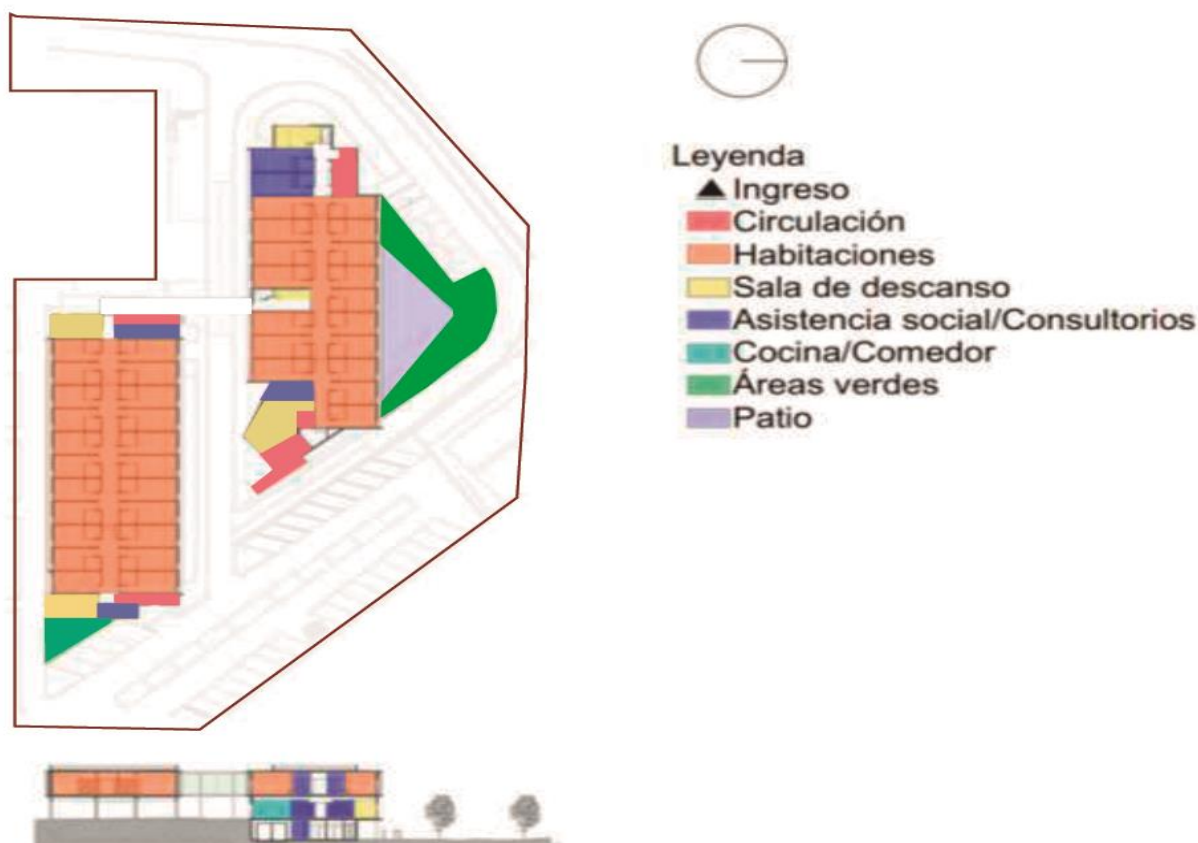 Leyenda
Ingreso
Circulación
Habitaciones
Sala de descanso
Asistencia social/Consultorios
Cocina/Comedor
Áreas verdes
Patio